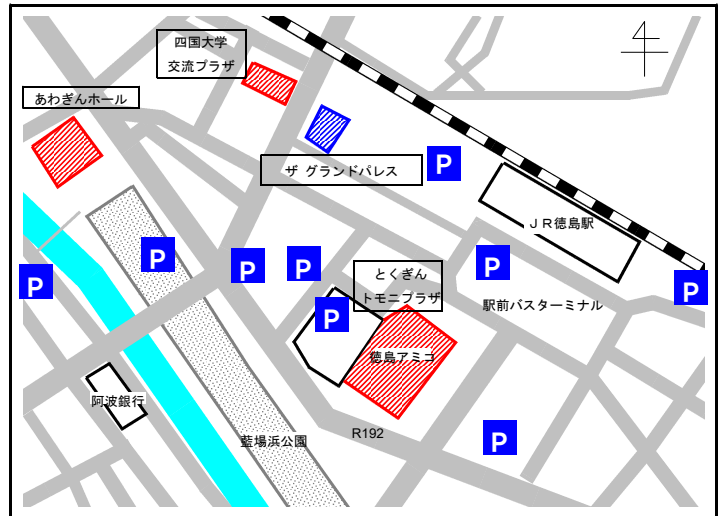 四国大学
交流プラザ
あわぎんホール
ザ グランドパレス
P
JR徳島駅
P
P
P
P
P
P
とくぎん
トモニプラザ
駅前バスターミナル
P
徳島アミコ
阿波銀行
藍場浜公園
R192
P